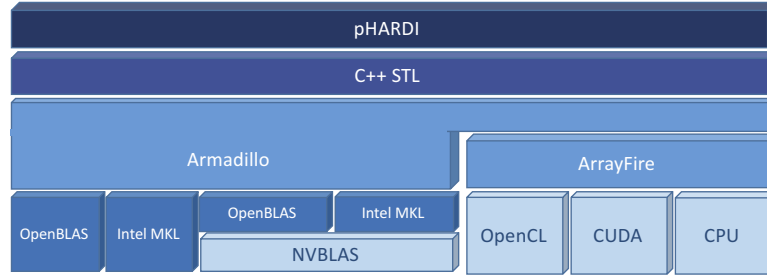 pHARDI
C++ STL
Armadillo
ArrayFire
OpenBLAS
Intel MKL
OpenBLAS
Intel MKL
NVBLAS
OpenCL
CUDA
CPU